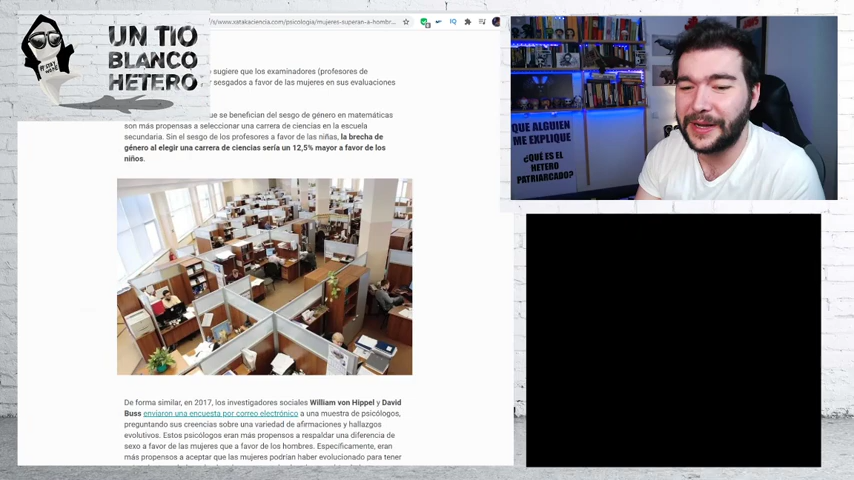 UN TIO
BLANCO
HETERO
s://www.xatakaciencia.com/psicologia/mujeres-superan-a-hombr...
sugiere que los examinadores (profesores de
sesgados a favor de las mujeres en sus evaluaciones
que se benefician del sesgo de género en matemáticas
son más propensas a seleccionar una carrera de ciencias en la escuela
secundaria. Sin el sesgo de los profesores a favor de las niñas, la brecha de
género al elegir una carrera de ciencias sería un 12,5% mayor a favor de los
niños.
De forma similar, en 2017, los investigadores sociales William von Hippel y David
Buss enviaron una encuesta por correo electrónico a una muestra de psicólogos,
preguntando sus creencias sobre una variedad de afirmaciones y hallazgos
evolutivos. Estos psicólogos eran más propensos a respaldar una diferencia de
sexo a favor de las mujeres que a favor de los hombres. Específicamente, eran
más propensos a aceptar que las mujeres podrían haber evolucionado para tener
QUE ALGUIEN
ME EXPLIQUE
¿QUÉ ES EL
HETERO
PATRIARCADO?